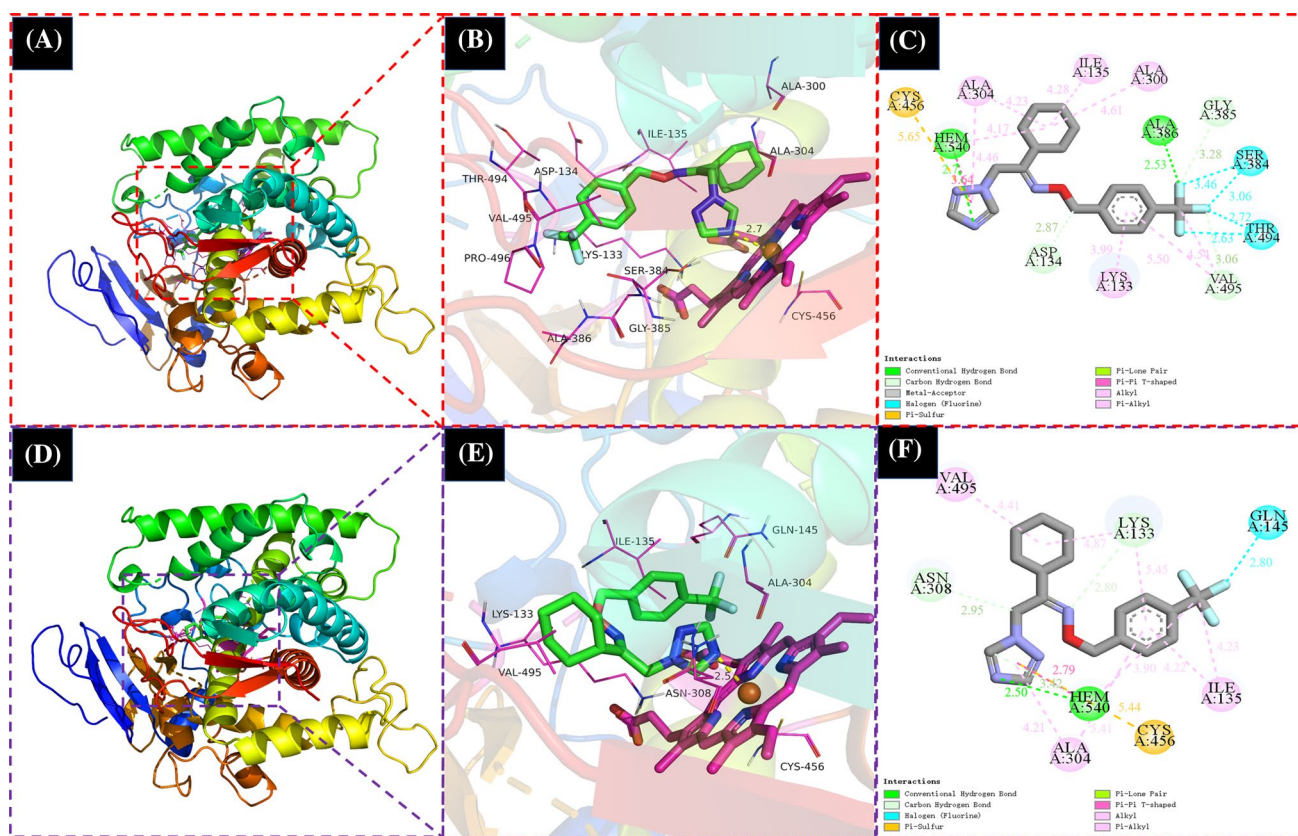 (A)
(B)
ALA-300
ILE-135
ALA-304
ASP-134
THR-494
VAL-495
2.7
PRO-496
LYS-133
SER-384
CYS-456
GLY-385
ALA-386
(C)
ILE
A:135
ALA
A:300
ALA
A:304
CYS
A:456
GLY
A:385
ALA
A:386
4.28
4.23
4.61
HEM
A:540
5.65
4.17
SER
A:384
2.53
3.28
4.46
3.46
3.06
3.64
2.72
THR
A:494
2.63
2.87
ASP
A:134
3.99
5.50
4.54
3.06
LYS
A:133
VAL
A:495
Interactions
Conventional Hydrogen Bond
Carbon Hydrogen Bond
Metal-Acceptor
Halogen (Fluorine)
Pi-Sulfur
Pi-Lone Pair
Pi-Pi T-shaped
Alkyl
Pi-Alkyl
(D)
(E)
GLN-145
ILE-135
ALA-304
LYS-133
VAL-495
2.5
ASN-308
CYS-456
(F)
VAL
A:495
LYS
A:133
GLN
A:145
4.41
4.87
2.80
ASN
A:308
5.45
2.80
2.95
4.23
2.79
3.90
4.22
2.50
HEM
A:540
5.44
ILE
A:135
4.21
5.41
CYS
A:456
ALA
A:304
Interactions
Conventional Hydrogen Bond
Carbon Hydrogen Bond
Halogen (Fluorine)
Pi-Sulfur
Pi-Lone Pair
Pi-Pi T-shaped
Alkyl
Pi-Alkyl